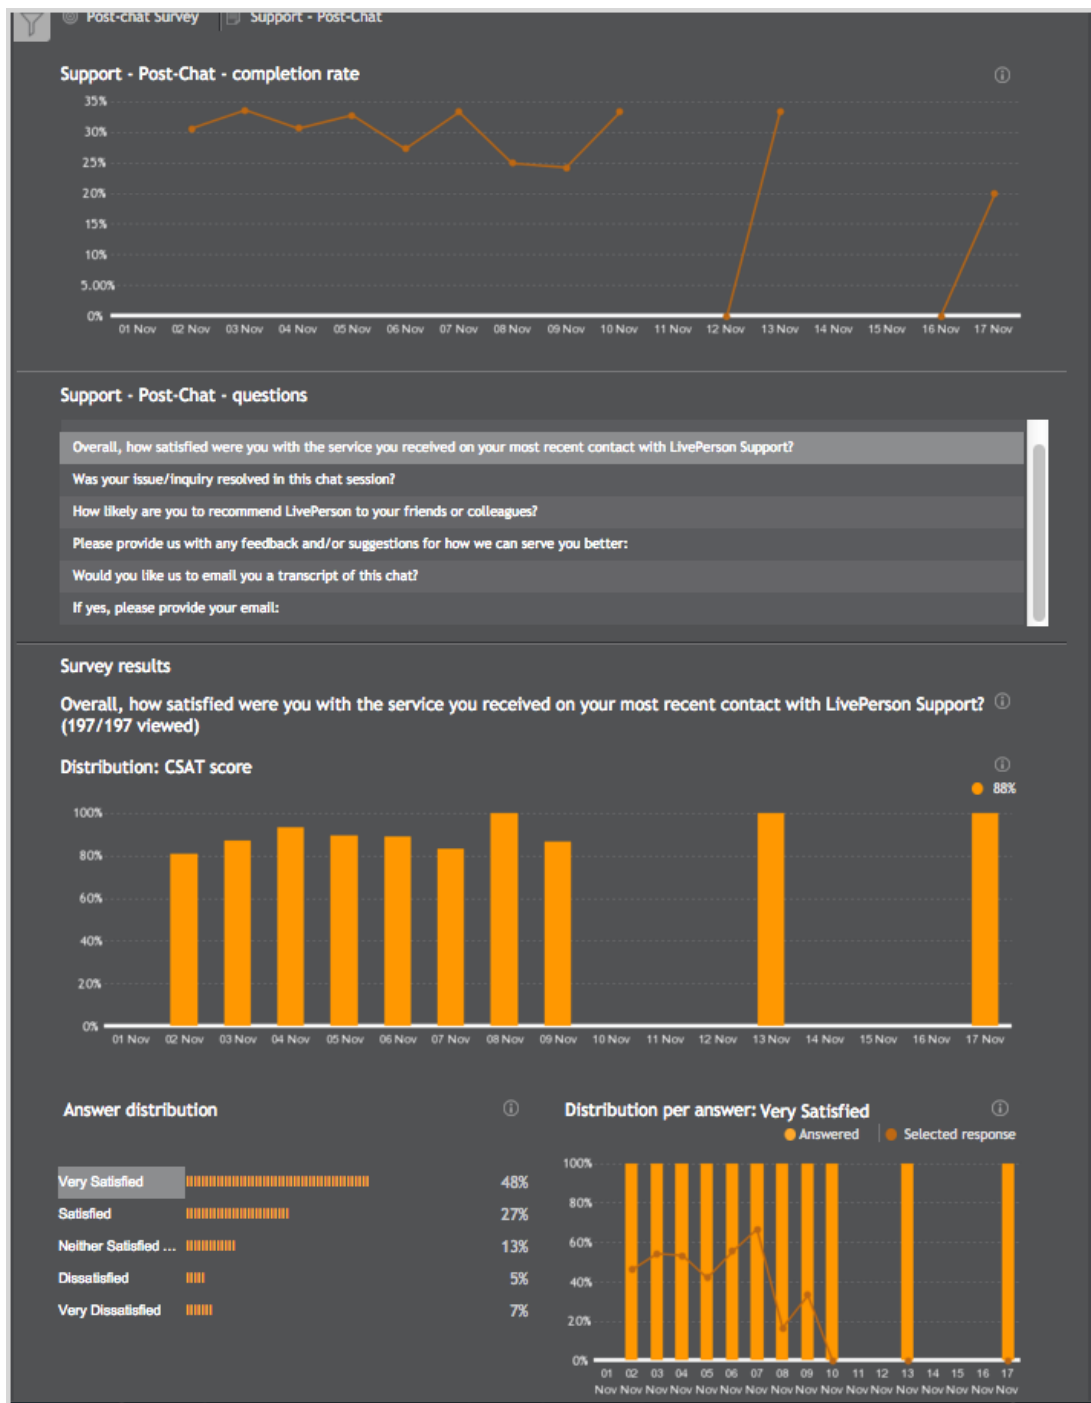 Post-chat Survey Support - Post-Chat
Support - Post-Chat - completion rate
35%
30%
25%
20%
15%
10%
5.00%
0%
01 Nov 02 Nov 03 Nov 04 Nov 05 Nov 06 Nov 07 Nov 08 Nov 09 Nov 10 Nov 11 Nov 12 Nov 13 Nov 14 Nov 15 Nov 16 Nov 17 Nov
Support - Post-Chat - questions
Overall, how satisfied were you with the service you received on your most recent contact with LivePerson Support?
Was your issue/inquiry resolved in this chat session?
How likely are you to recommend LivePerson to your friends or colleagues?
Please provide us with any feedback and/or suggestions for how we can serve you better:
Would you like us to email you a transcript of this chat?
If yes, please provide your email:
Survey results
Overall, how satisfied were you with the service you received on your most recent contact with LivePerson Support?
(197/197 viewed)
Distribution: CSAT score
88%
100%
80%
60%
40%
20%
0%
01 Nov 02 Nov 03 Nov 04 Nov 05 Nov 06 Nov 07 Nov 08 Nov 09 Nov 10 Nov 11 Nov 12 Nov 13 Nov 14 Nov 15 Nov 16 Nov 17 Nov
Answer distribution
Very Satisfied 48%
Satisfied 27%
Neither Satisfied ... 13%
Dissatisfied 5%
Very Dissatisfied 7%
Distribution per answer: Very Satisfied
Answered Selected response
100%
80%
60%
40%
20%
0%
01 02 03 04 05 06 07 08 09 10 11 12 13 14 15 16 17
Nov Nov Nov Nov Nov Nov Nov Nov Nov Nov Nov Nov Nov Nov Nov Nov Nov